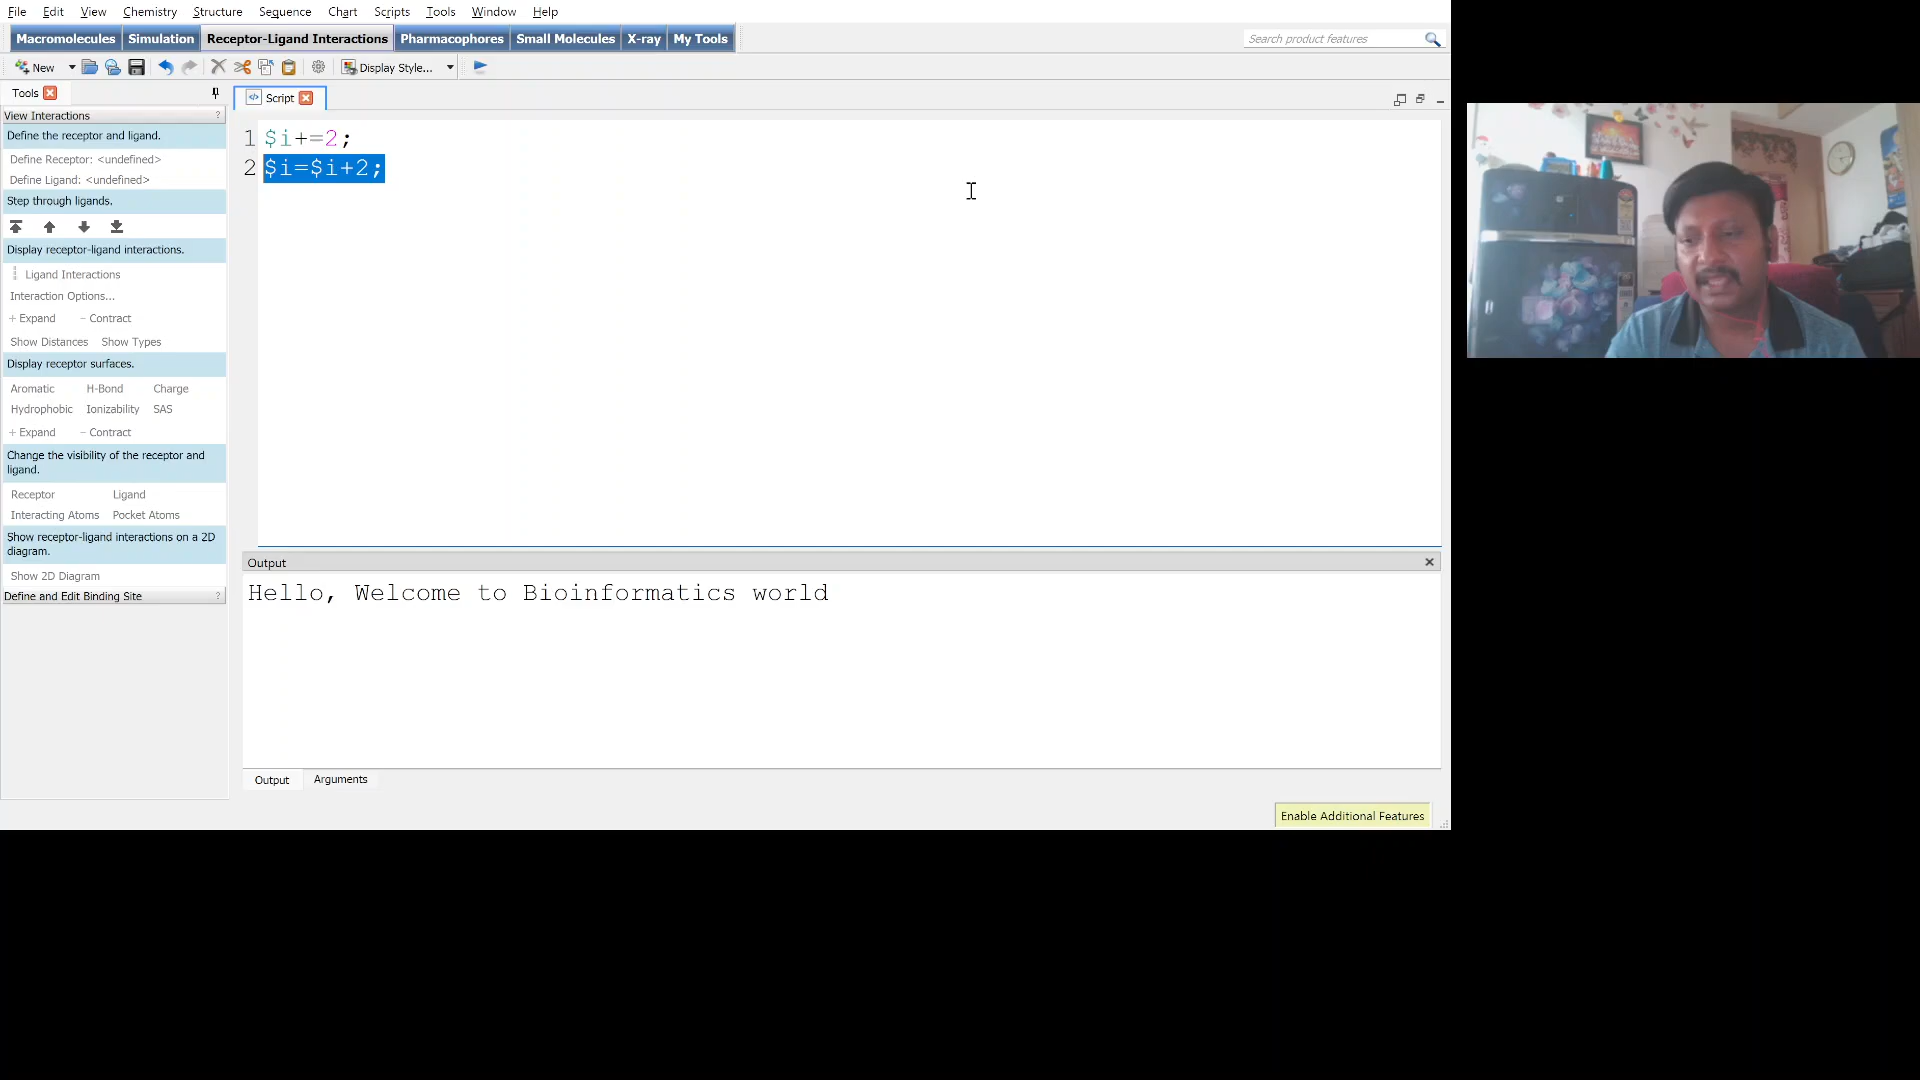 File Edit View Chemistry Structure Sequence Chart Scripts Tools Window Help
Macromolecules Simulation Receptor-Ligand Interactions Pharmacophores Small Molecules X-ray My Tools
Search product features
New Display Style...
Tools
Script
View Interactions ?
Define the receptor and ligand.
Define Receptor: <undefined>
Define Ligand: <undefined>
Step through ligands.
Display receptor-ligand interactions.
Ligand Interactions
Interaction Options...
+ Expand - Contract
Show Distances Show Types
Display receptor surfaces.
Aromatic H-Bond Charge
Hydrophobic Ionizability SAS
+ Expand - Contract
Change the visibility of the receptor and
ligand.
Receptor Ligand
Interacting Atoms Pocket Atoms
Show receptor-ligand interactions on a 2D
diagram.
Show 2D Diagram
Define and Edit Binding Site ?
1 $i+=2;
2 $i=$i+2;
Output
Hello, Welcome to Bioinformatics world
Output Arguments
Enable Additional Features